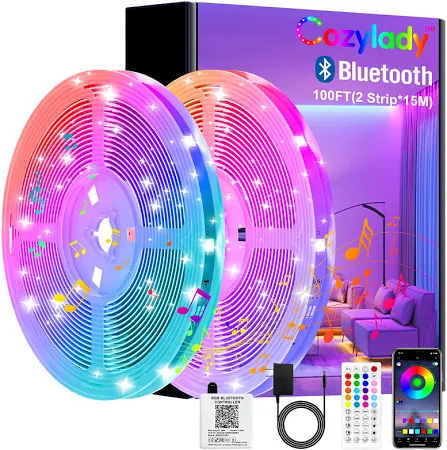 Cozylady
Bluetooth
100FT(2 Strip*15M)
RGB BLUETOOTH
CONTROLLER